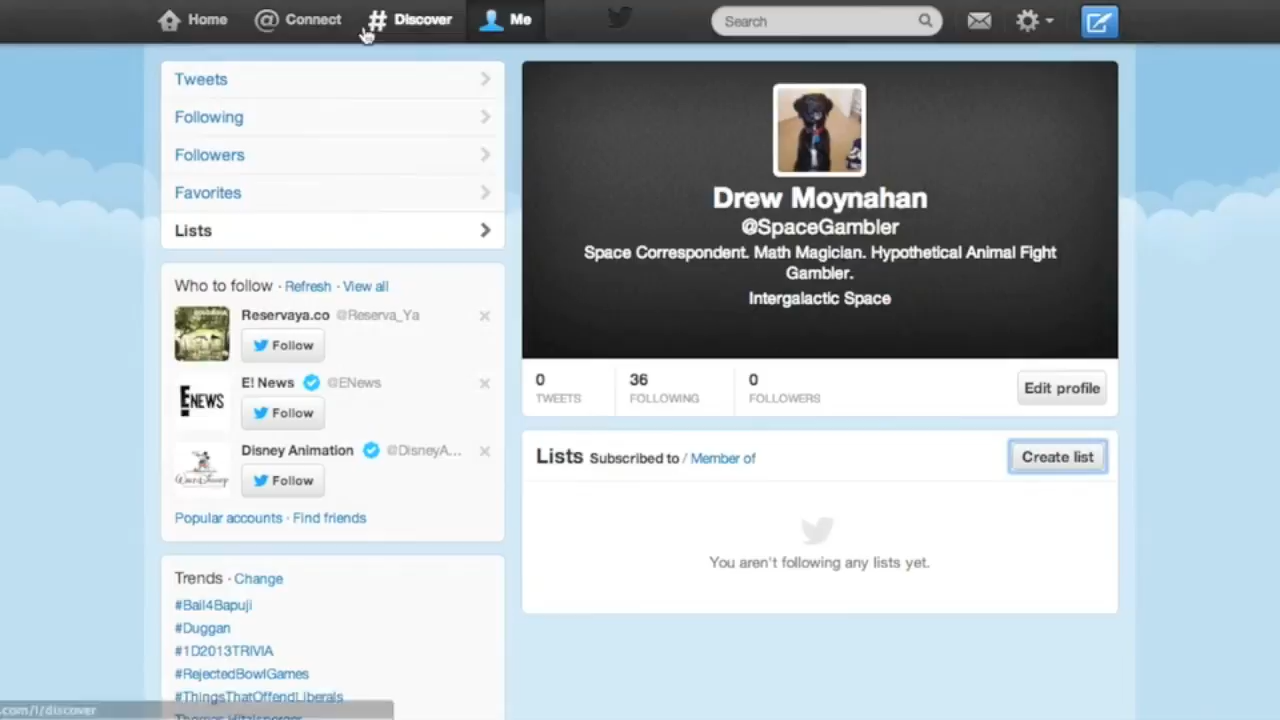 Home Connect Discover Me Search
Tweets
Following
Followers
Favorites
Lists
Who to follow · Refresh · View all
Reservaya.co @Reserva_Ya
Follow
E! News @ENews
Follow
Disney Animation @DisneyA...
Follow
Popular accounts · Find friends
Trends · Change
#Bail4Bapuji
#Duggan
#1D2013TRIVIA
#RejectedBowlGames
#ThingsThatOffendLiberals
Drew Moynahan
@SpaceGambler
Space Correspondent. Math Magician. Hypothetical Animal Fight
Gambler.
Intergalactic Space
0 36 0
TWEETS FOLLOWING FOLLOWERS
Edit profile
Lists Subscribed to / Member of
Create list
You aren't following any lists yet.
E! NEWS
.com/!/discover